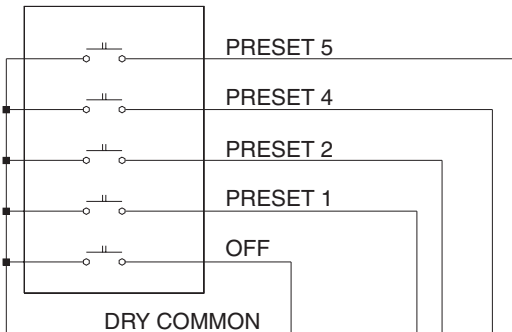 PRESET 5
PRESET 4
PRESET 2
PRESET 1
OFF
DRY COMMON